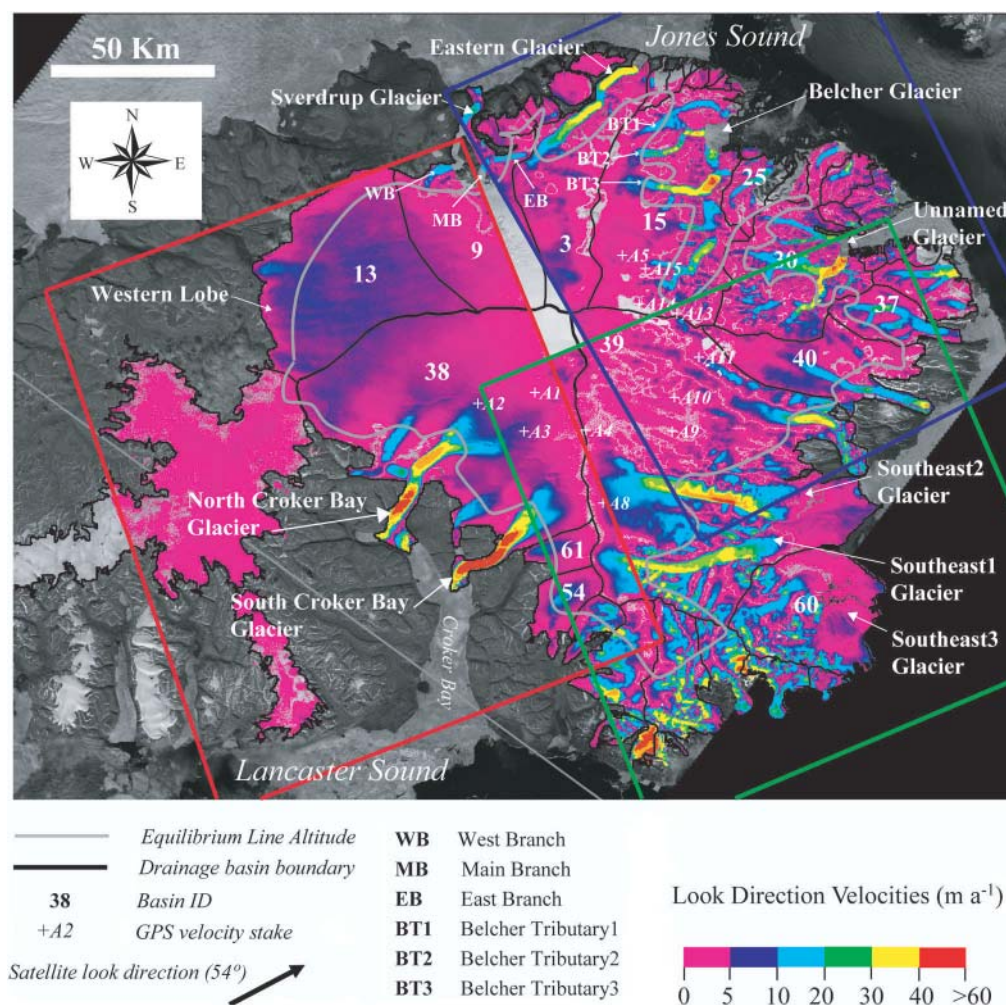 50 Km
Jones Sound
Eastern Glacier
Sverdrup Glacier
Belcher Glacier
N
W E
S
BT1
BT2
BT3
WB
MB
EB
25
15
Unnamed
Glacier
9
3
+A5
+A15
30
13
Western Lobe
+A14
+A13
37
39
38
+A11
40
+A2
+A1
+A10
+A3
+A4
+A9
Southeast2
Glacier
North Croker Bay
Glacier
+A8
61
Southeast1
Glacier
54
South Croker Bay
Glacier
60
Croker Bay
Southeast3
Glacier
Lancaster Sound
Equilibrium Line Altitude
Drainage basin boundary
38 Basin ID
+A2 GPS velocity stake
Satellite look direction (54º)
WB West Branch
MB Main Branch
EB East Branch
BT1 Belcher Tributary1
BT2 Belcher Tributary2
BT3 Belcher Tributary3
Look Direction Velocities (m a⁻¹)
0 5 10 20 30 40 >60